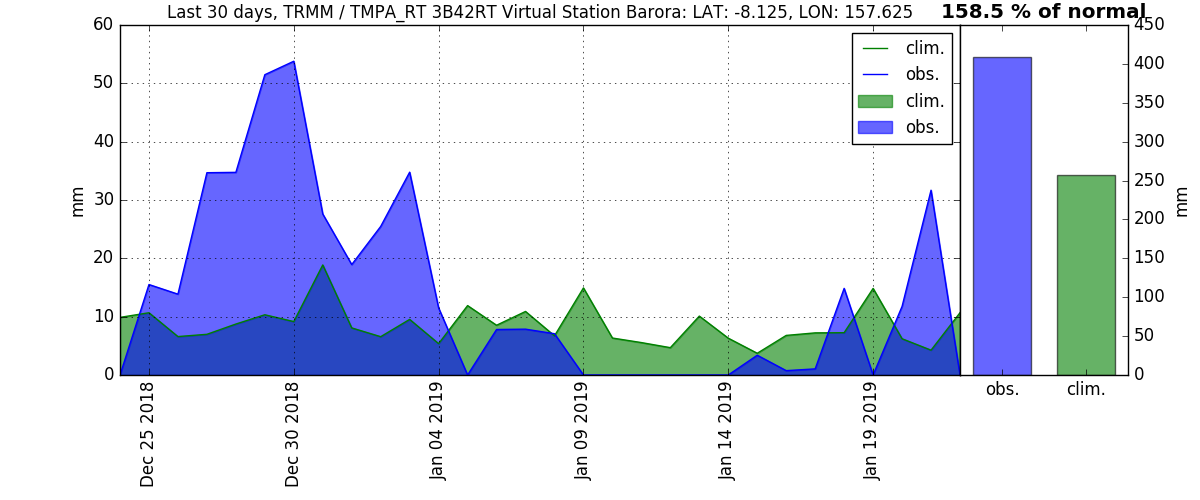 Last 30 days, TRMM / TMPA_RT 3B42RT Virtual Station Barora: LAT: -8.125, LON: 157.625
158.5 % of normal
60
50
40
30
20
10
0
mm
clim.
obs.
clim.
obs.
450
400
350
300
250
200
150
100
50
0
mm
Dec 25 2018
Dec 30 2018
Jan 04 2019
Jan 09 2019
Jan 14 2019
Jan 19 2019
obs.
clim.